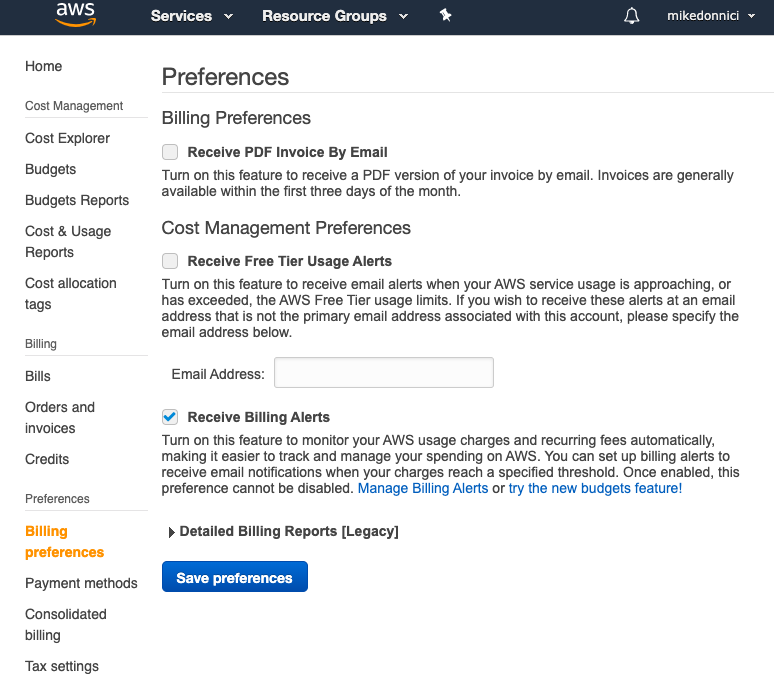 aws Services Resource Groups mikedonnici
Home
Cost Management
Cost Explorer
Budgets
Budgets Reports
Cost & Usage
Reports
Cost allocation
tags
Billing
Bills
Orders and
invoices
Credits
Preferences
Billing
preferences
Payment methods
Consolidated
billing
Tax settings
Preferences
Billing Preferences
Receive PDF Invoice By Email
Turn on this feature to receive a PDF version of your invoice by email. Invoices are generally
available within the first three days of the month.
Cost Management Preferences
Receive Free Tier Usage Alerts
Turn on this feature to receive email alerts when your AWS service usage is approaching, or
has exceeded, the AWS Free Tier usage limits. If you wish to receive these alerts at an email
address that is not the primary email address associated with this account, please specify the
email address below.
Email Address:
Receive Billing Alerts
Turn on this feature to monitor your AWS usage charges and recurring fees automatically,
making it easier to track and manage your spending on AWS. You can set up billing alerts to
receive email notifications when your charges reach a specified threshold. Once enabled, this
preference cannot be disabled. Manage Billing Alerts or try the new budgets feature!
Detailed Billing Reports [Legacy]
Save preferences